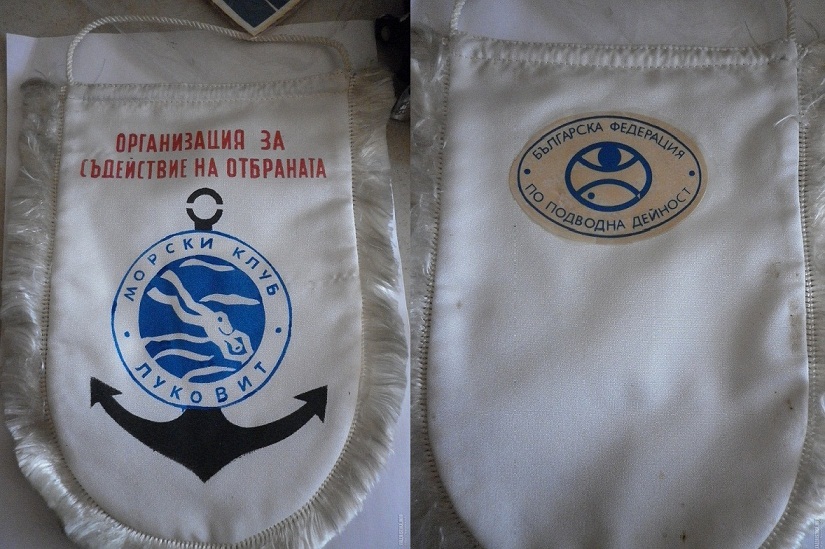 ОРГАНИЗАЦИЯ ЗА
СЪДЕЙСТВИЕ НА ОТБРАНАТА
МОРСКИ КЛУБ
ЛУКОВИТ
БЪЛГАРСКА ФЕДЕРАЦИЯ
ПО ПОДВОДНА ДЕЙНОСТ